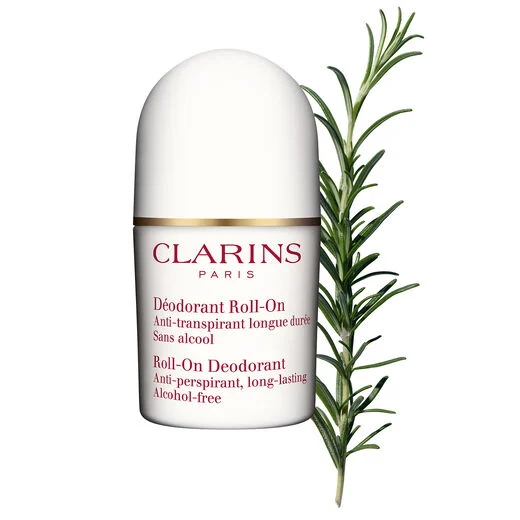 CLARINS
PARIS
Déodorant Roll-On
Anti-transpirant longue durée
Sans alcool
Roll-On Deodorant
Anti-perspirant, long-lasting
Alcohol-free